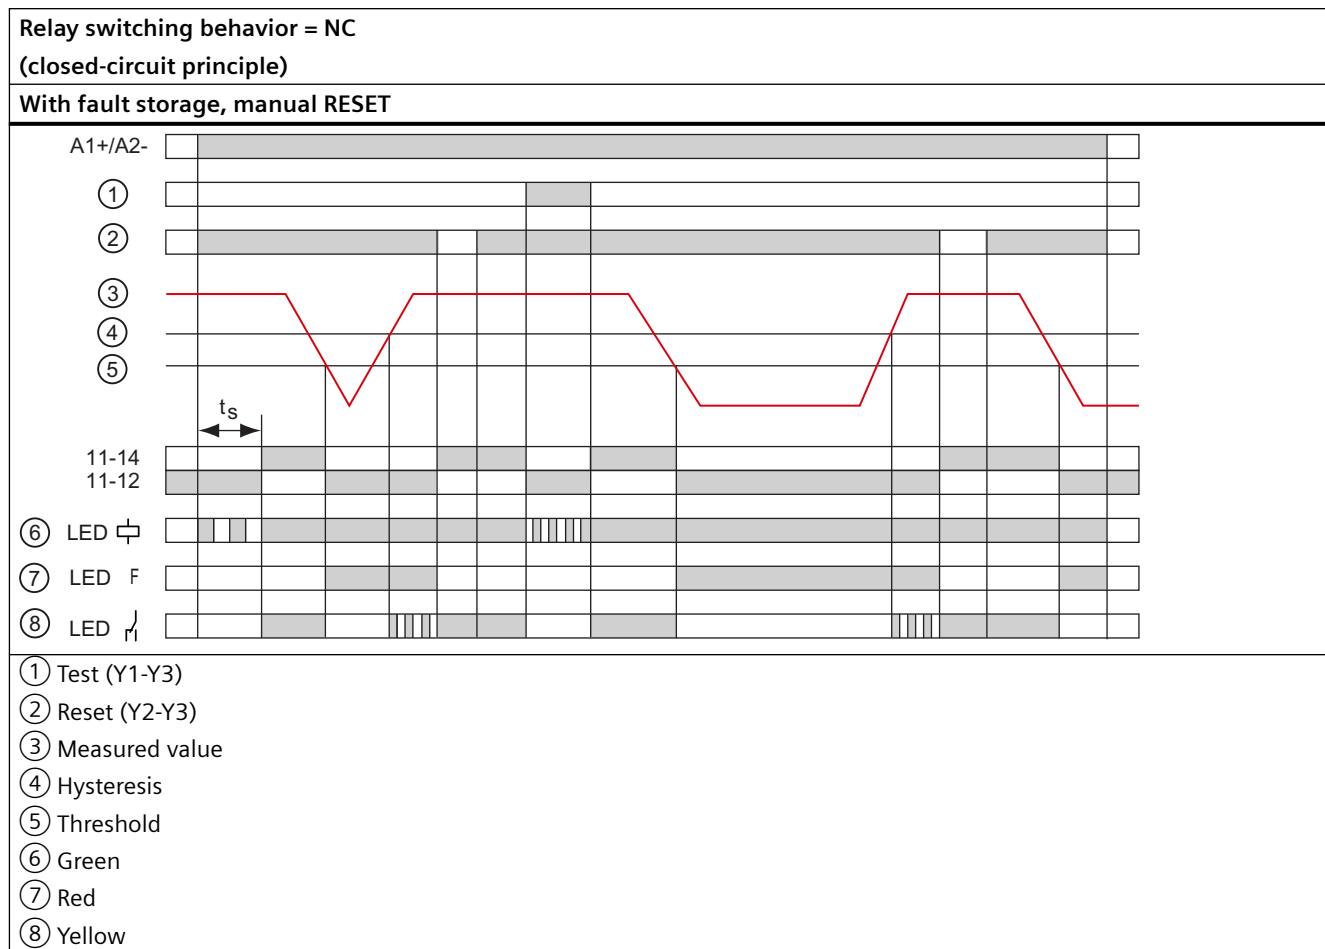 Relay switching behavior = NC
(closed-circuit principle)
With fault storage, manual RESET
A1+/A2-
1
2
3
4
5
ts
11-14
11-12
6 LED
7 LED F
8 LED
1 Test (Y1-Y3)
2 Reset (Y2-Y3)
3 Measured value
4 Hysteresis
5 Threshold
6 Green
7 Red
8 Yellow